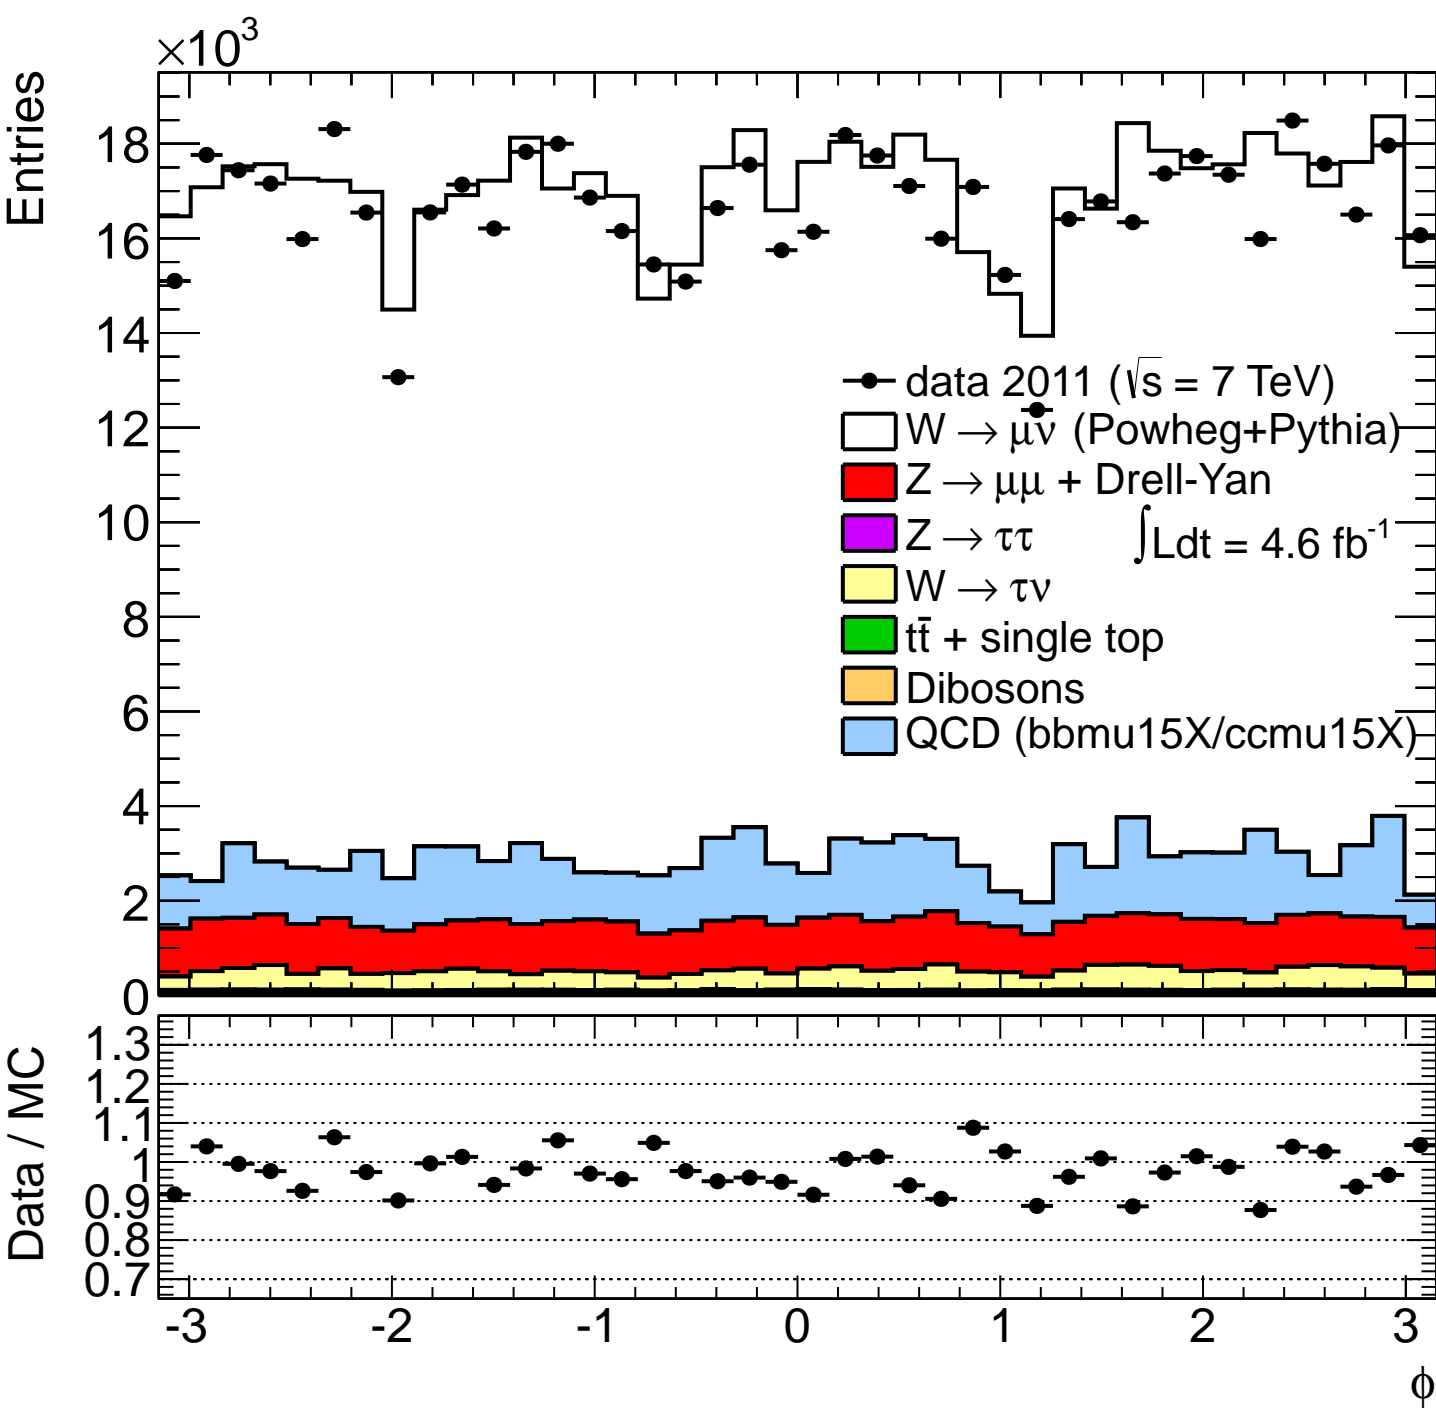 ×10³
Entries
18
16
14
12
10
8
6
4
2
0
data 2011 (√s = 7 TeV)
W → μν (Powheg+Pythia)
Z → μμ + Drell-Yan
Z → ττ
∫Ldt = 4.6 fb⁻¹
W → τν
tt̄ + single top
Dibosons
QCD (bbmu15X/ccmu15X)
Data / MC
1.3
1.2
1.1
1
0.9
0.8
0.7
-3 -2 -1 0 1 2 3
ϕ